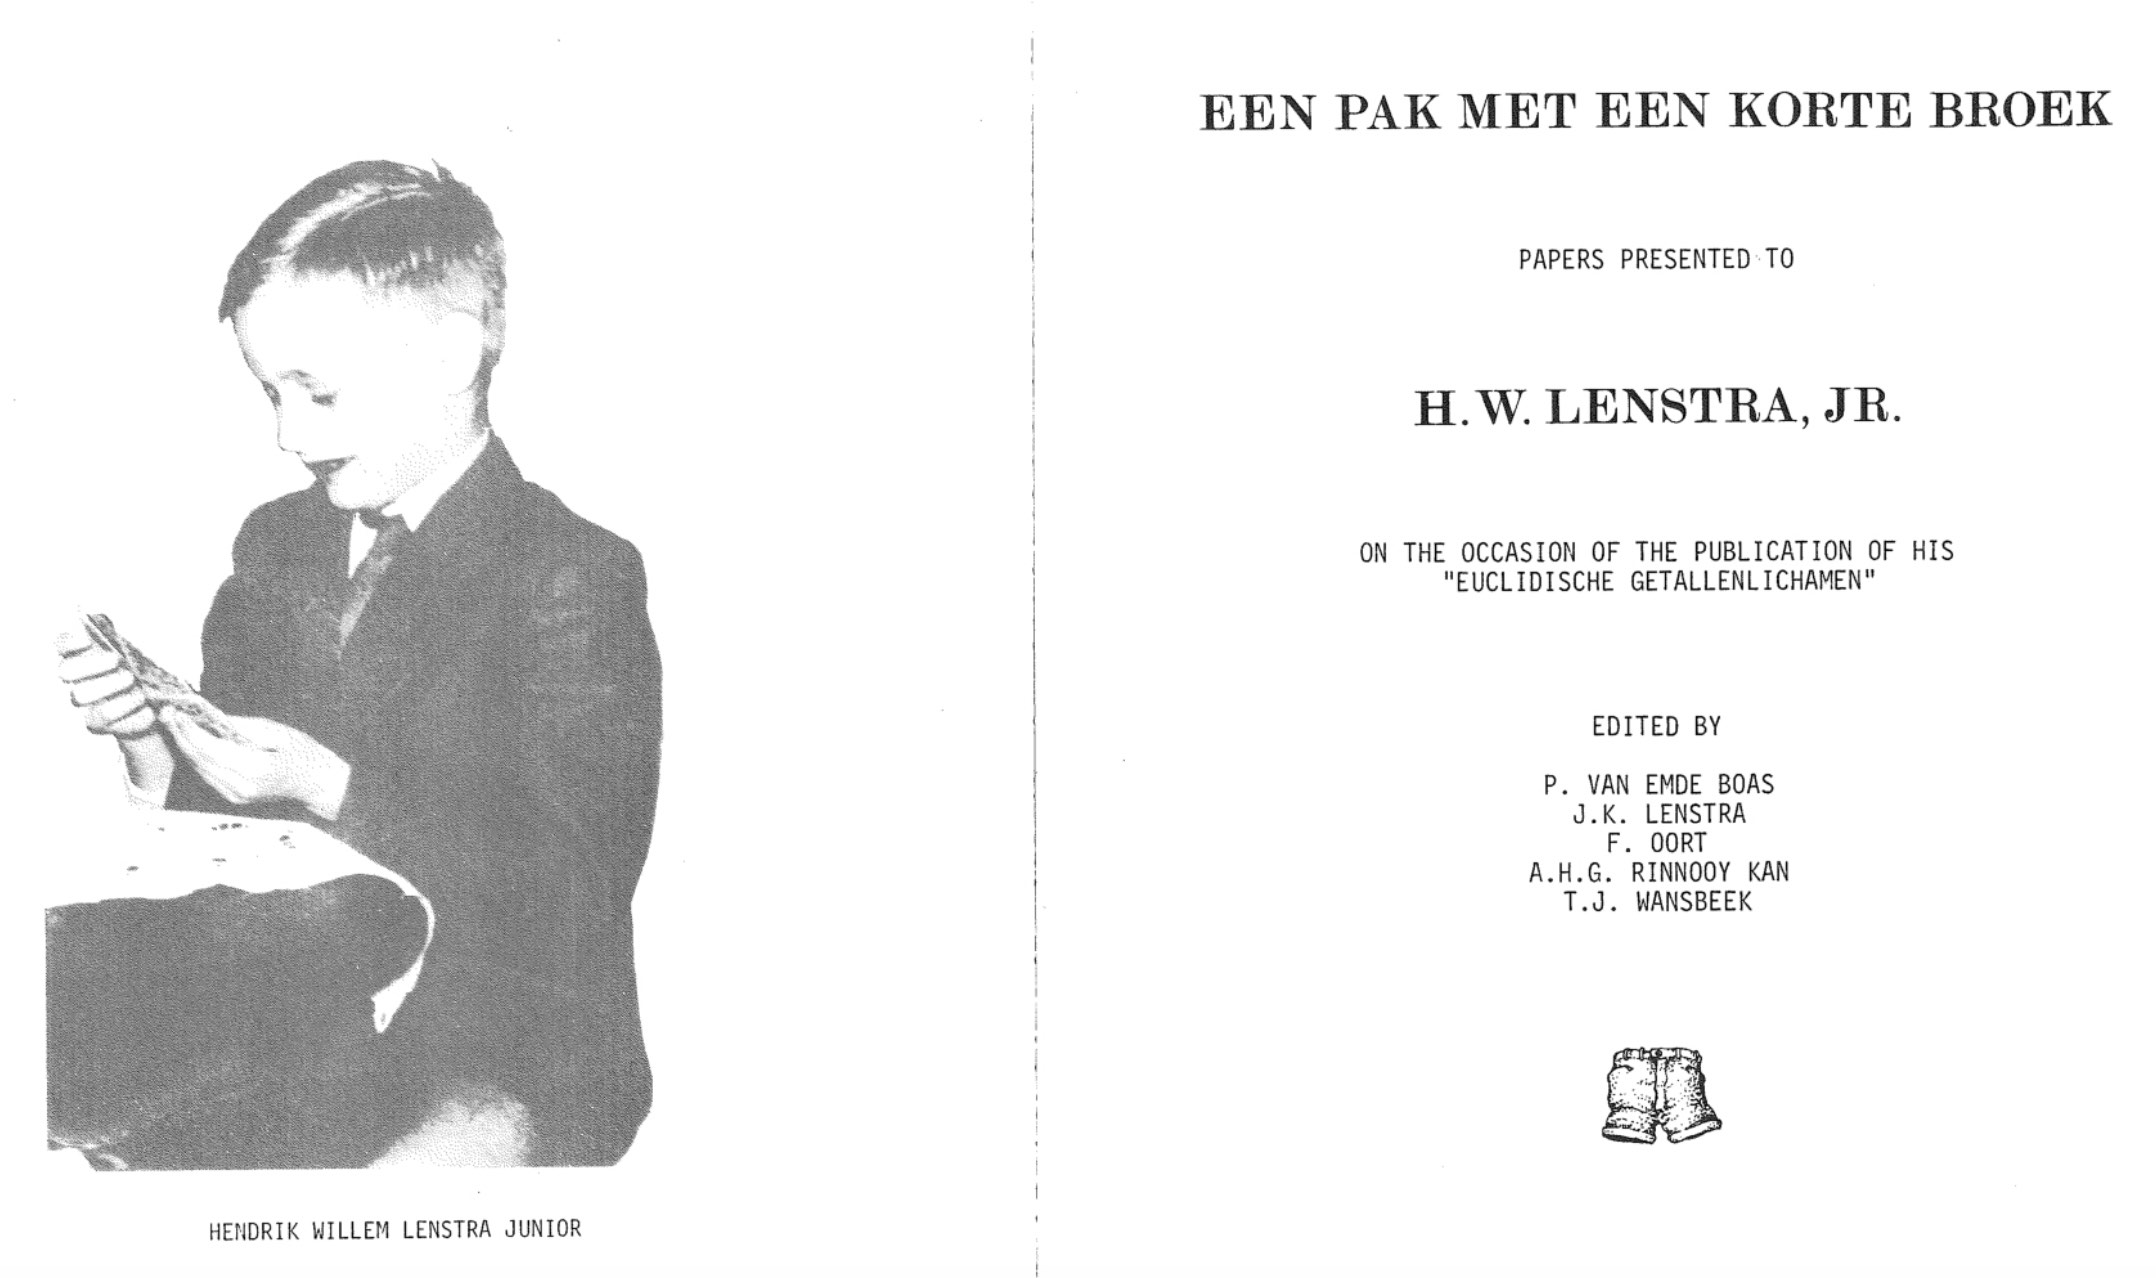 HENDRIK WILLEM LENSTRA JUNIOR
EEN PAK MET EEN KORTE BROEK
PAPERS PRESENTED TO
H. W. LENSTRA, JR.
ON THE OCCASION OF THE PUBLICATION OF HIS
"EUCLIDISCHE GETALLENLICHAMEN"
EDITED BY
P. VAN EMDE BOAS
J.K. LENSTRA
F. OORT
A.H.G. RINNOOY KAN
T.J. WANSBEEK